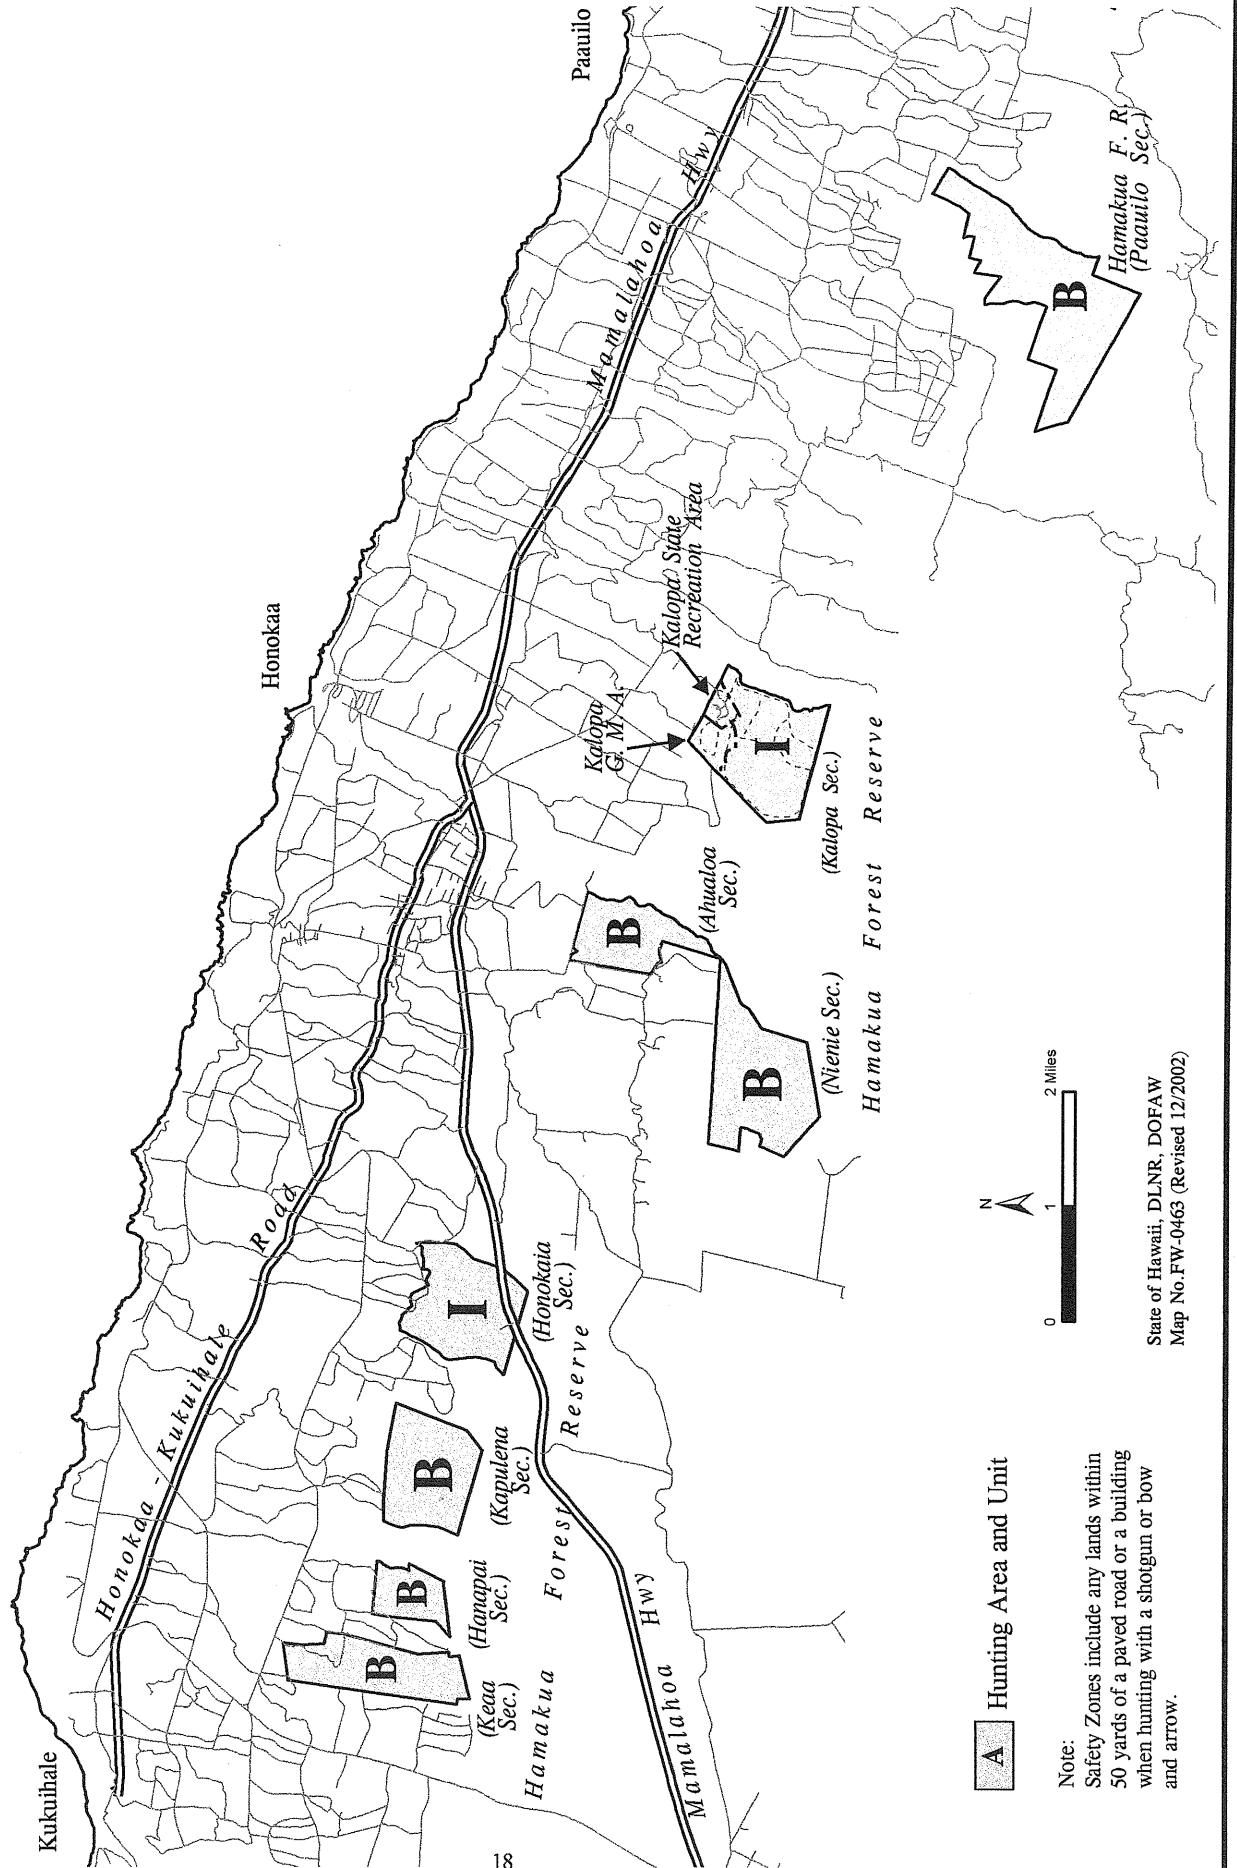 Kukuihale
Honokaa
Paauilo
Honokaa - Kukuihale Road
Mamalahoa Hwy
Mamalahoa Hwy
(Keaa
Sec.)
B
(Hanapai
Sec.)
B
(Kapulena
Sec.)
B
(Honokaia
Sec.)
I
Hamakua Forest Reserve
(Ahualoa
Sec.)
B
(Nienie Sec.)
B
Kalopa
G. M. A.
Kalopa State
Recreation Area
I
(Kalopa Sec.)
Hamakua Forest Reserve
B
Hamakua F. R.
(Paauilo Sec.)
A Hunting Area and Unit
Note:
Safety Zones include any lands within
50 yards of a paved road or a building
when hunting with a shotgun or bow
and arrow.
N
0 1 2 Miles
State of Hawaii, DLNR, DOFAW
Map No.FW-0463 (Revised 12/2002)
18